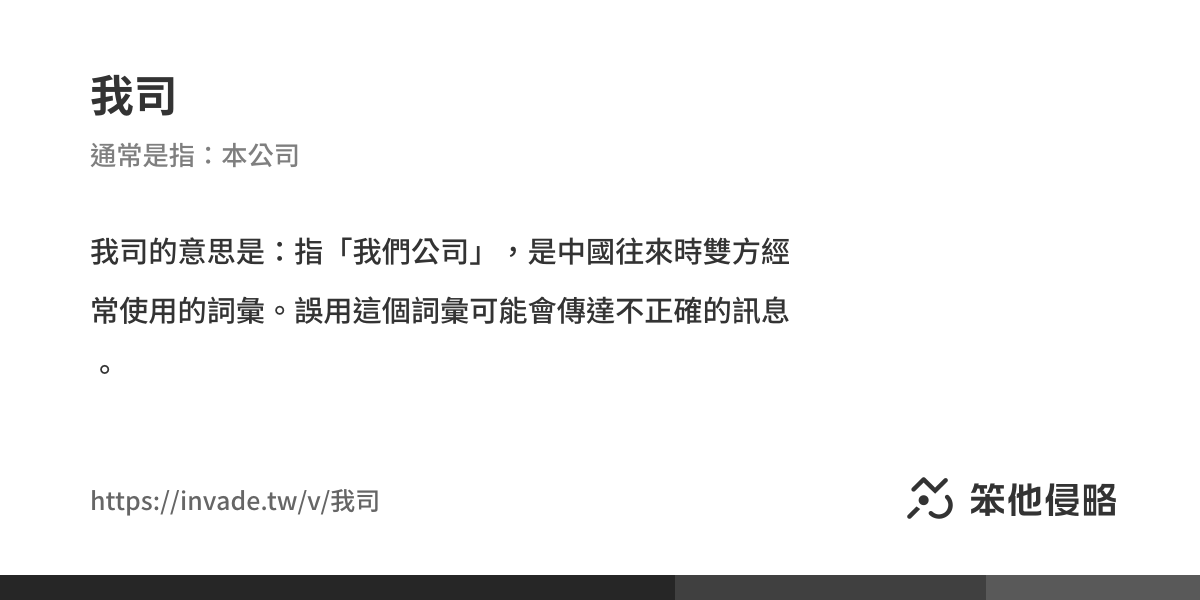 我司
通常是指：本公司
我司的意思是：指「我們公司」，是中國往來時雙方經
常使用的詞彙。誤用這個詞彙可能會傳達不正確的訊息
。
https://invade.tw/v/我司
笨他侵略